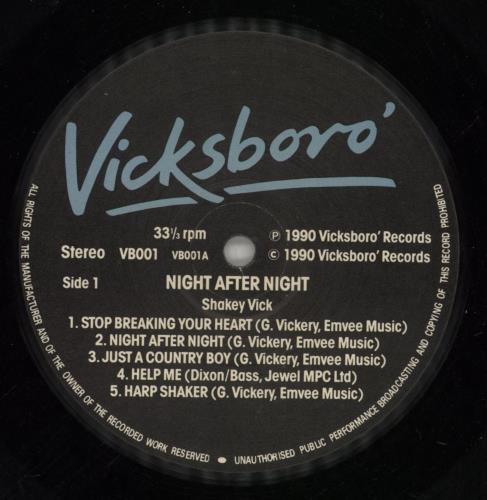 Vicksboro'
33⅓ rpm
Stereo VB001 VB001A
Side 1
℗ 1990 Vicksboro' Records
© 1990 Vicksboro' Records
NIGHT AFTER NIGHT
Shakey Vick
1. STOP BREAKING YOUR HEART (G. Vickery, Emvee Music)
2. NIGHT AFTER NIGHT (G. Vickery, Emvee Music)
3. JUST A COUNTRY BOY (G. Vickery, Emvee Music)
4. HELP ME (Dixon/Bass, Jewel MPC Ltd)
5. HARP SHAKER (G. Vickery, Emvee Music)
ALL RIGHTS OF THE MANUFACTURER AND OF THE OWNER OF THE RECORDED WORK RESERVED • UNAUTHORISED PUBLIC PERFORMANCE BROADCASTING AND COPYING OF THIS RECORD PROHIBITED